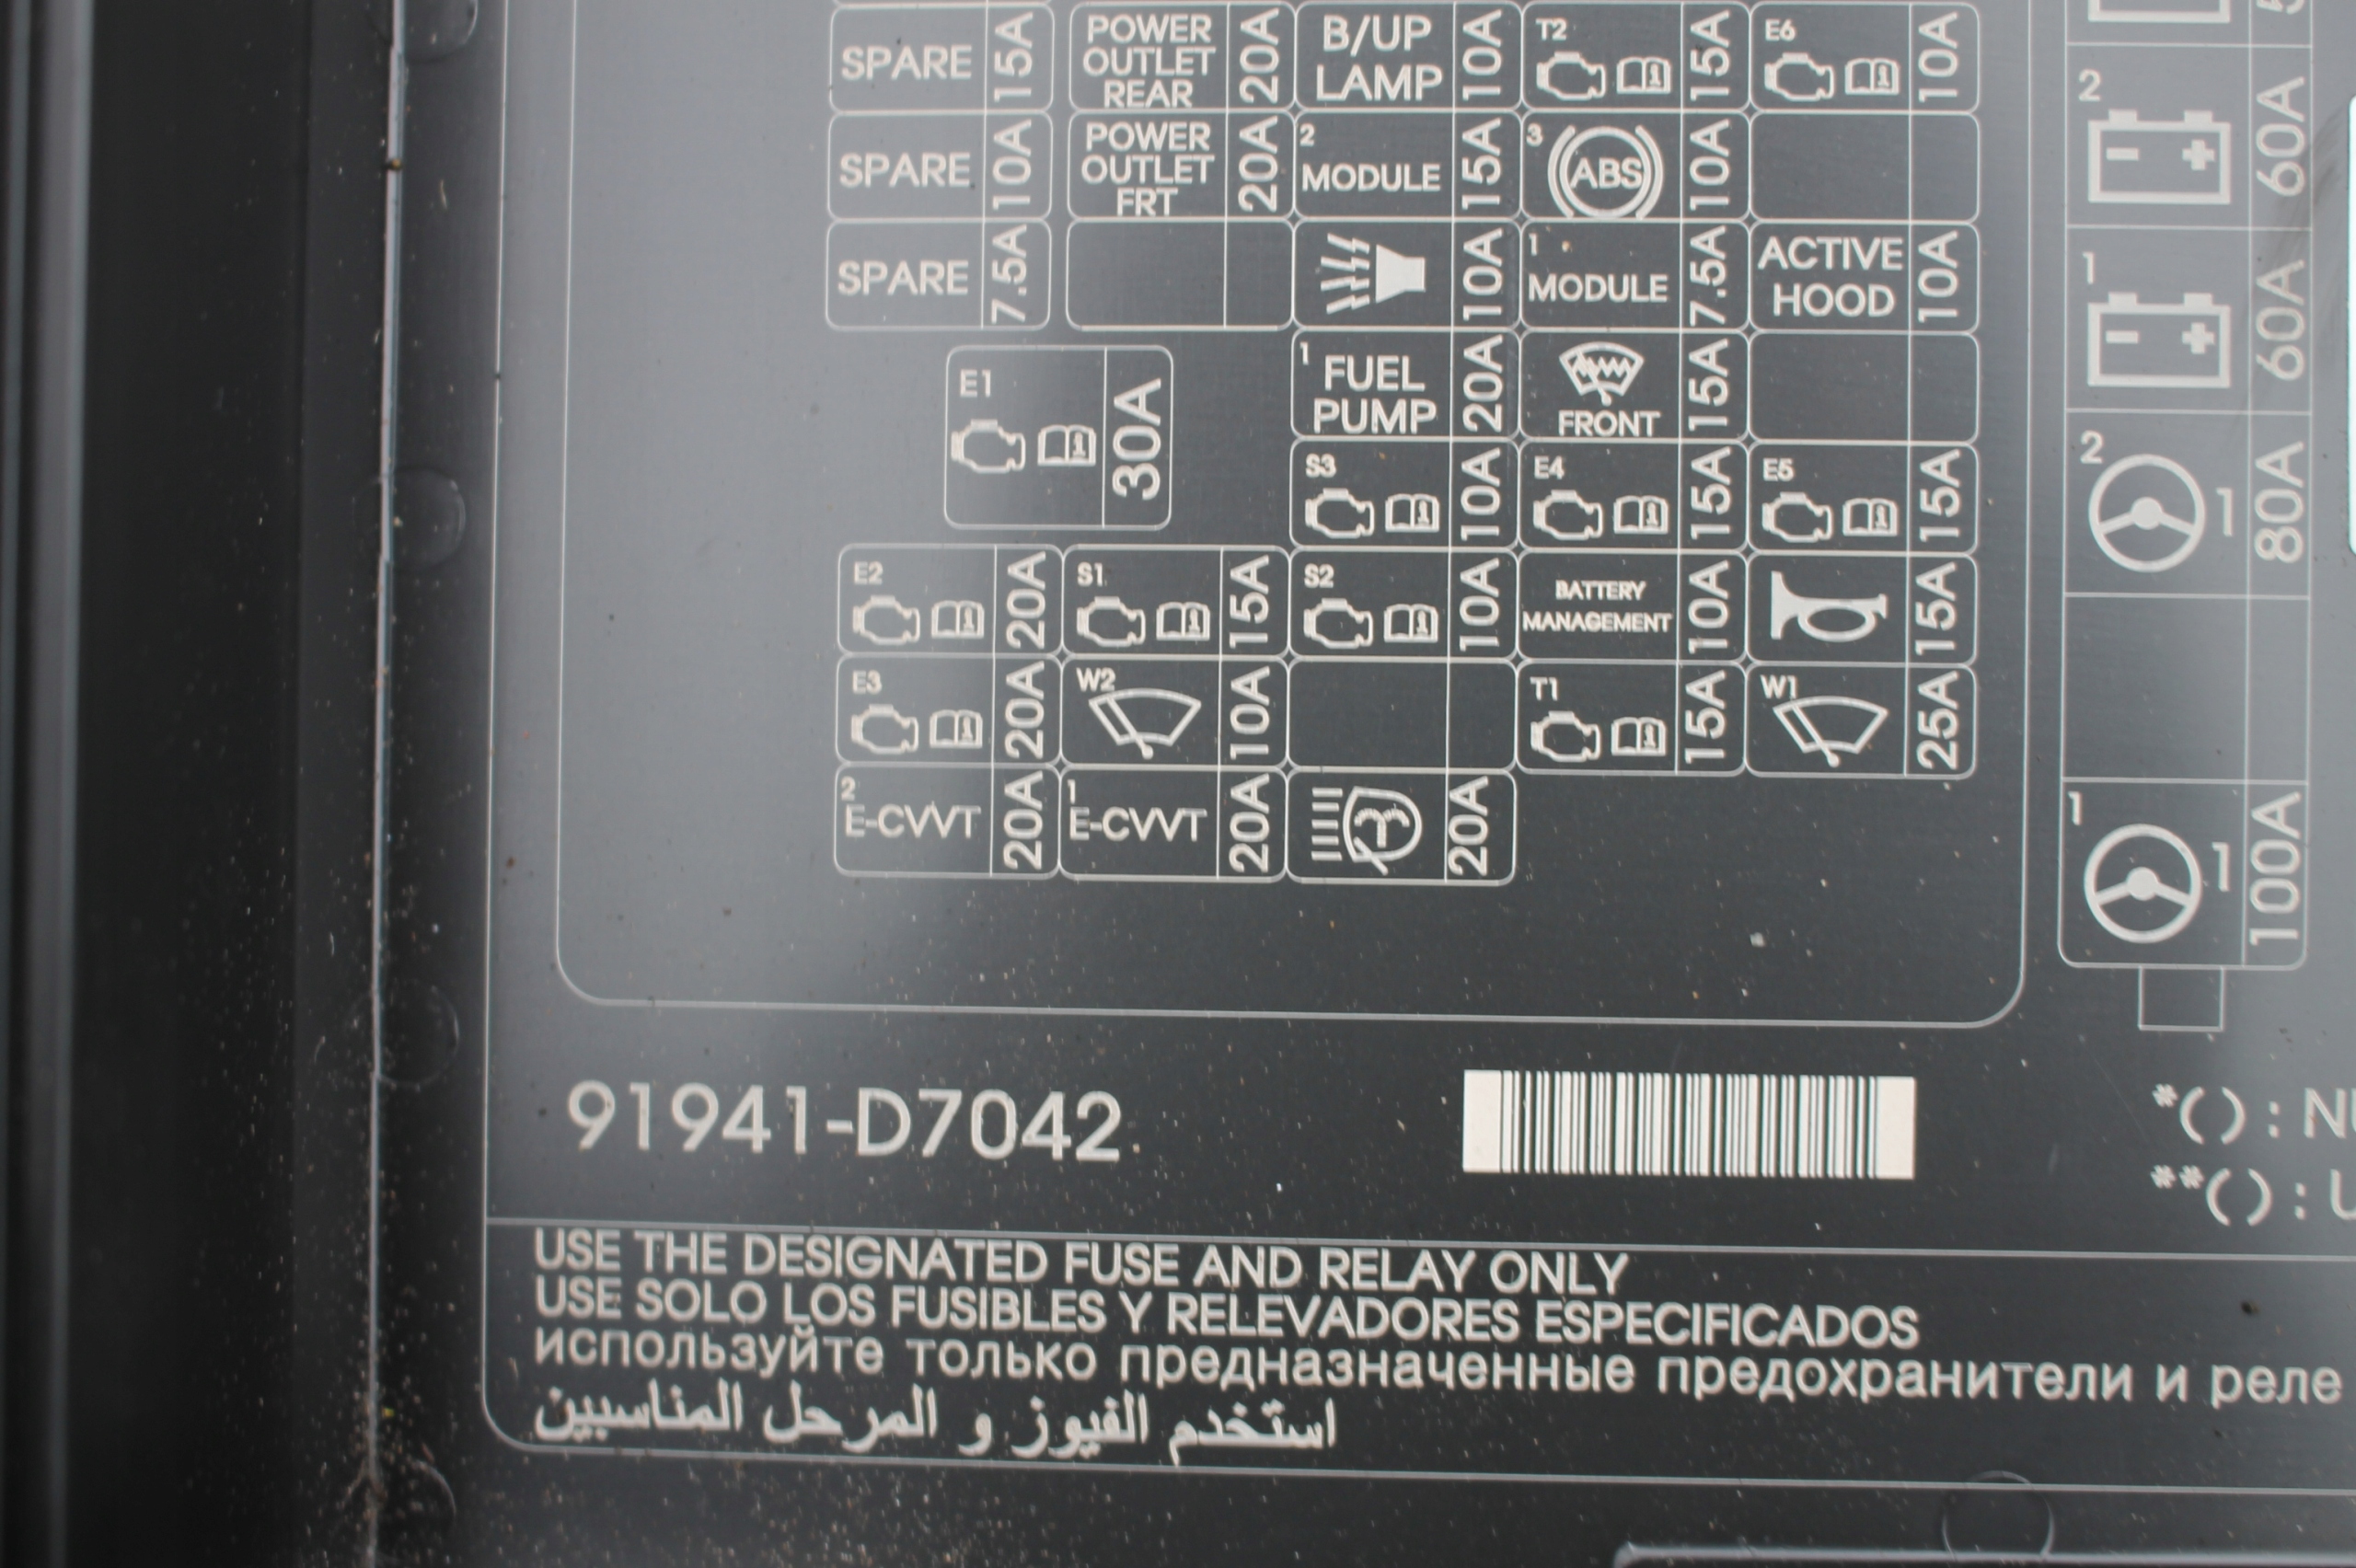 SPARE 15A
POWER
OUTLET
REAR
20A
B/UP
LAMP
10A
T2
15A
E6
10A
SPARE 10A
POWER
OUTLET
FRT
20A
2
MODULE
15A
3
ABS
10A
SPARE 7.5A
10A
1
MODULE
7.5A
ACTIVE
HOOD
10A
E1
30A
1
FUEL
PUMP
20A
FRONT
15A
S3
10A
E4
15A
E5
15A
E2
20A
S1
15A
S2
10A
BATTERY
MANAGEMENT
10A
15A
E3
20A
W2
10A
T1
15A
W1
25A
2
E-CVVT
20A
1
E-CVVT
20A
20A
2
60A
1
60A
2
1
80A
1
1
100A
91941-D7042
*( ) :
**( ) :
USE THE DESIGNATED FUSE AND RELAY ONLY
USE SOLO LOS FUSIBLES Y RELEVADORES ESPECIFICADOS
используйте только предназначенные предохранители и реле
استخدم الفيوز و المرحل المناسبين